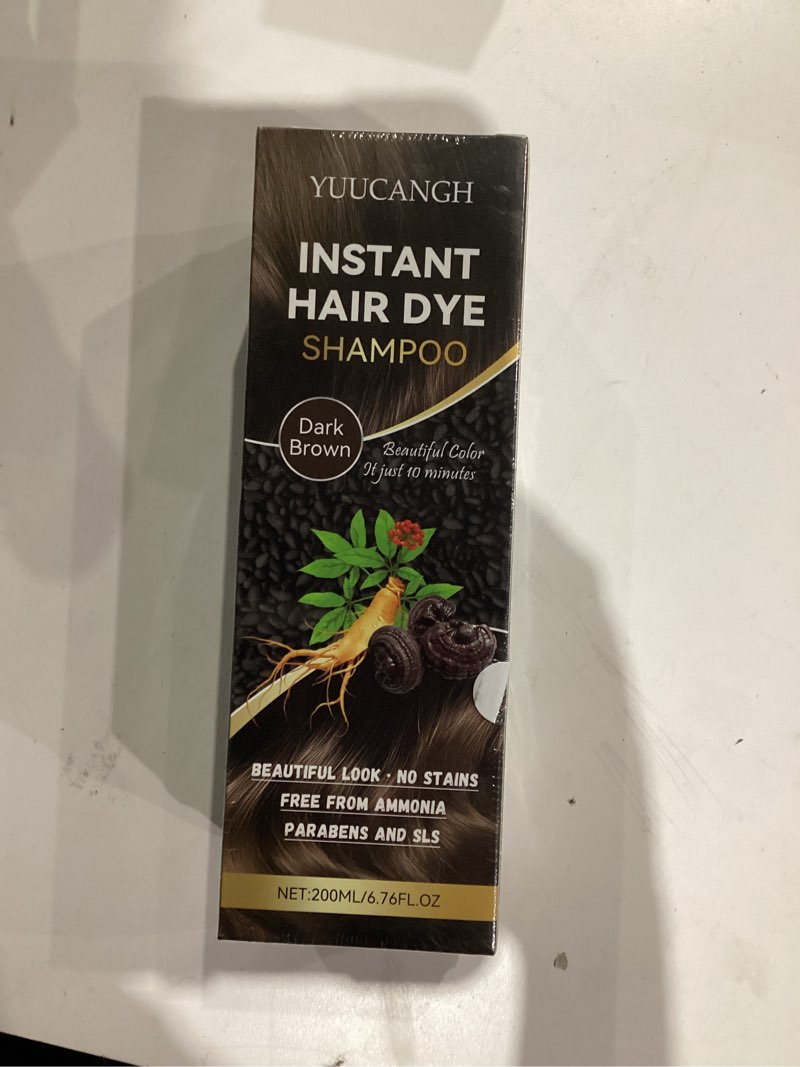 YUUCANGH
INSTANT
HAIR DYE
SHAMPOO
Dark
Brown
Beautiful Color
It just 10 minutes
BEAUTIFUL LOOK · NO STAINS
FREE FROM AMMONIA
PARABENS AND SLS
NET:200ML/6.76FL.OZ